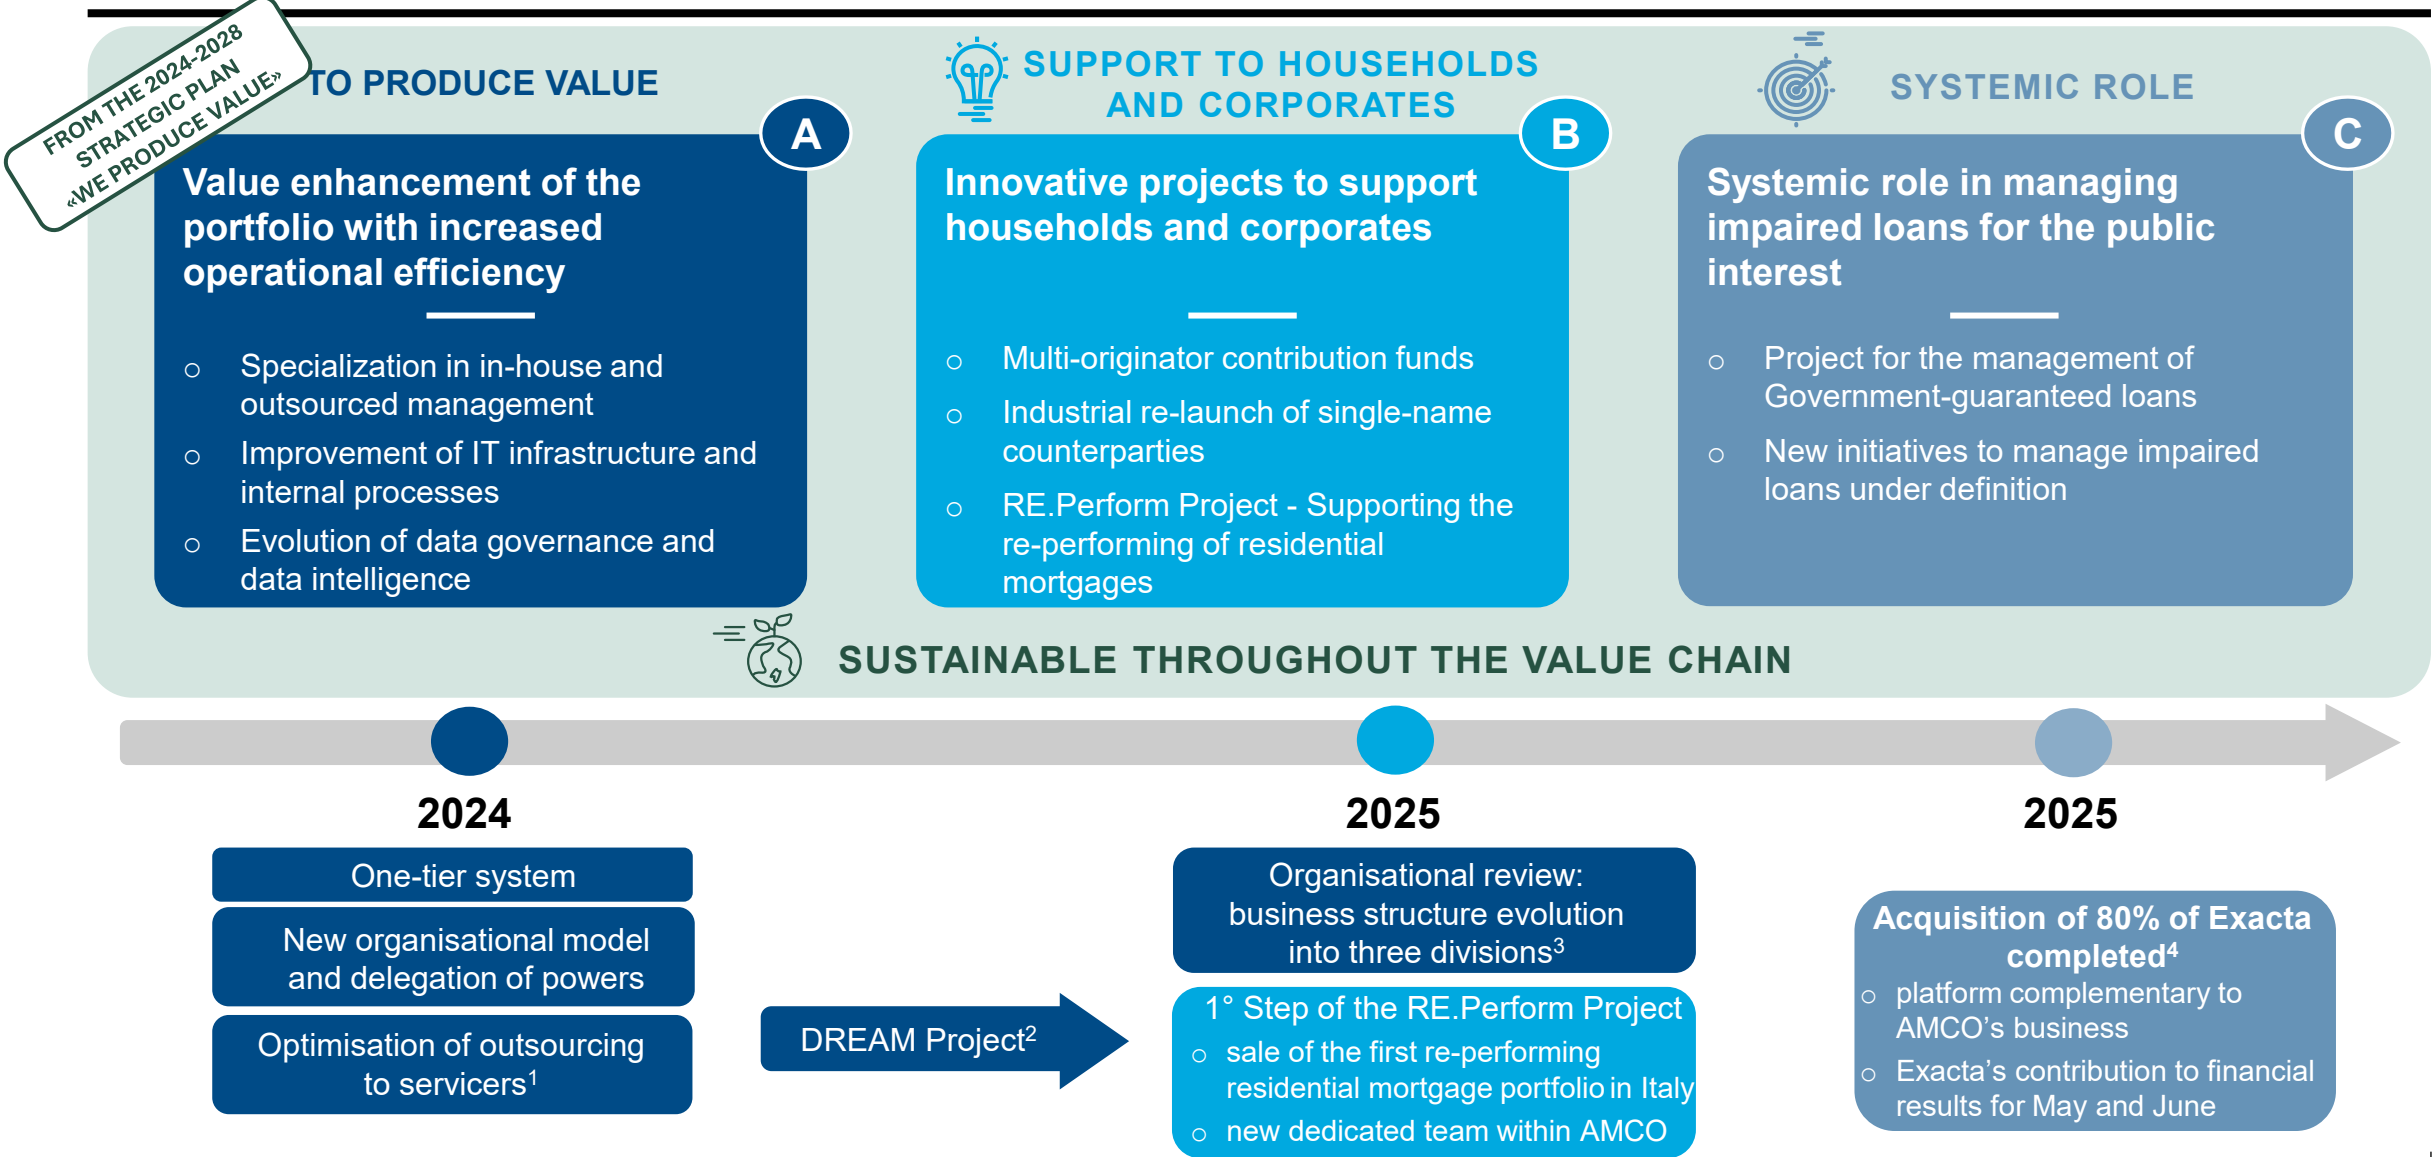 FROM THE 2024-2028
STRATEGIC PLAN
«WE PRODUCE VALUE»
TO PRODUCE VALUE
A
Value enhancement of the
portfolio with increased
operational efficiency
o Specialization in in-house and
outsourced management
o Improvement of IT infrastructure and
internal processes
o Evolution of data governance and
data intelligence
SUPPORT TO HOUSEHOLDS
AND CORPORATES
B
Innovative projects to support
households and corporates
o Multi-originator contribution funds
o Industrial re-launch of single-name
counterparties
o RE.Perform Project - Supporting the
re-performing of residential
mortgages
SYSTEMIC ROLE
C
Systemic role in managing
impaired loans for the public
interest
o Project for the management of
Government-guaranteed loans
o New initiatives to manage impaired
loans under definition
SUSTAINABLE THROUGHOUT THE VALUE CHAIN
2024
One-tier system
New organisational model
and delegation of powers
Optimisation of outsourcing
to servicers¹
DREAM Project²
2025
Organisational review:
business structure evolution
into three divisions³
1° Step of the RE.Perform Project
o sale of the first re-performing
residential mortgage portfolio in Italy
o new dedicated team within AMCO
2025
Acquisition of 80% of Exacta
completed⁴
o platform complementary to
AMCO’s business
o Exacta’s contribution to financial
results for May and June